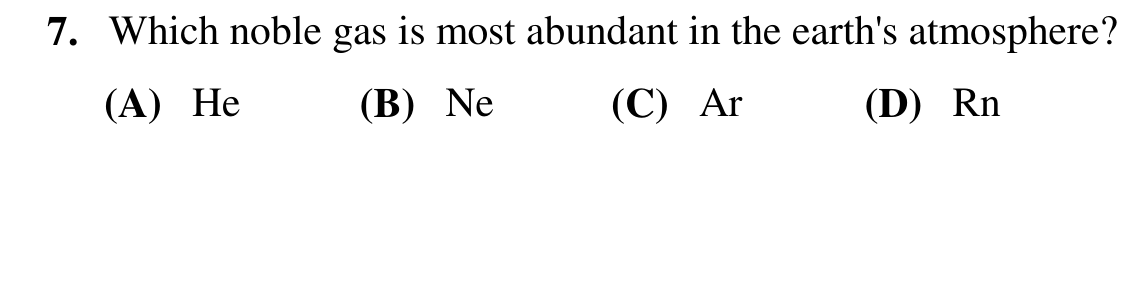 7. Which noble gas is most abundant in the earth's atmosphere?
(A) He (B) Ne (C) Ar (D) Rn